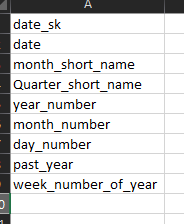 A
date_sk
date
month_short_name
Quarter_short_name
year_number
month_number
day_number
past_year
week_number_of_year